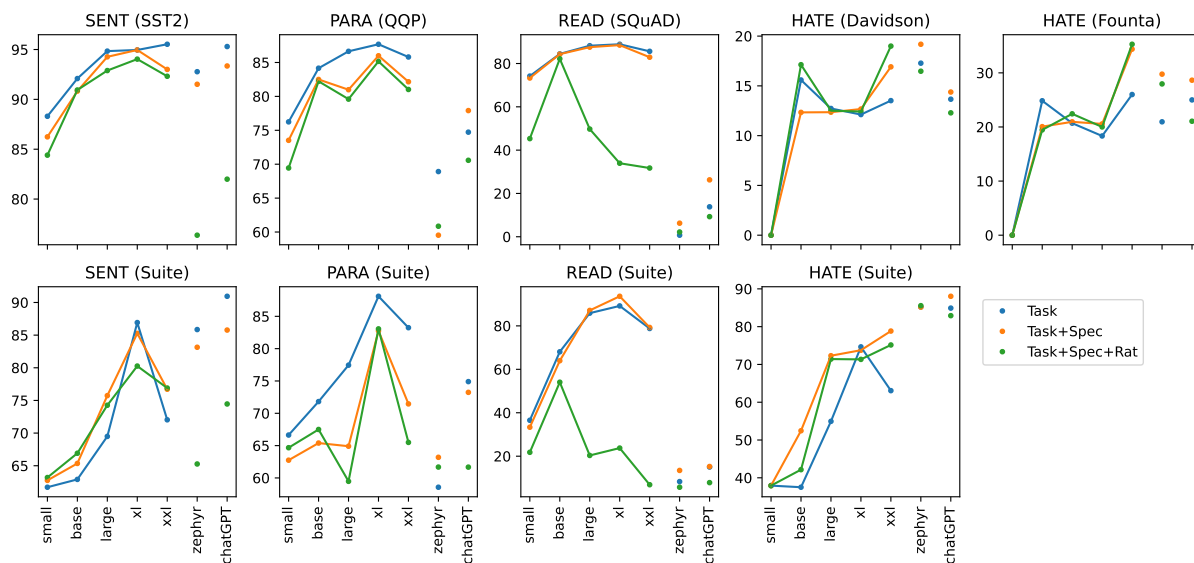 SENT (SST2)
PARA (QQP)
READ (SQuAD)
HATE (Davidson)
HATE (Founta)
95
90
85
80
85
80
75
70
65
60
80
60
40
20
0
20
15
10
5
0
30
20
10
0
SENT (Suite)
PARA (Suite)
READ (Suite)
HATE (Suite)
90
85
80
75
70
65
85
80
75
70
65
60
80
60
40
20
90
80
70
60
50
40
Task
Task+Spec
Task+Spec+Rat
small
base
large
xl
xxl
zephyr
chatGPT
small
base
large
xl
xxl
zephyr
chatGPT
small
base
large
xl
xxl
zephyr
chatGPT
small
base
large
xl
xxl
zephyr
chatGPT